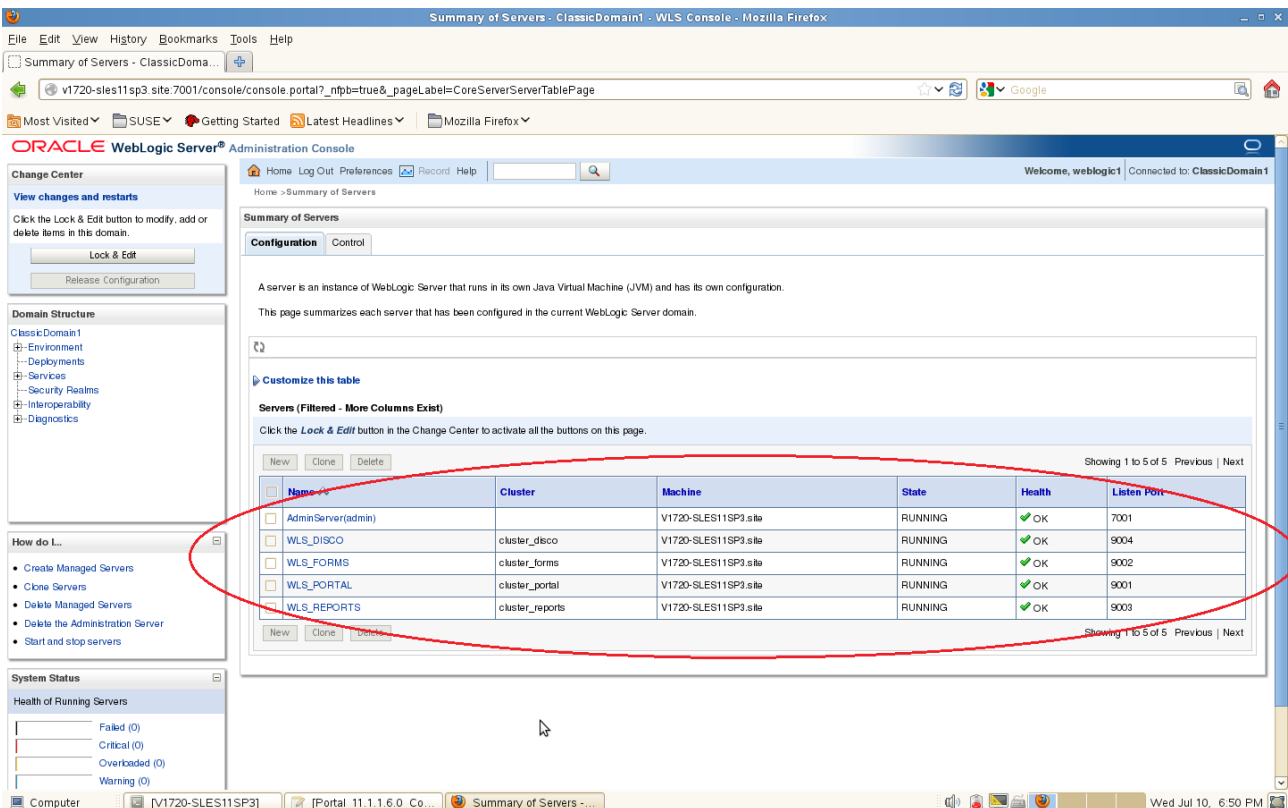 Summary of Servers - ClassicDomain1 - WLS Console - Mozilla Firefox
File Edit View History Bookmarks Tools Help
Summary of Servers - ClassicDoma...
v1720-sles11sp3.site:7001/console/console.portal?_nfpb=true&_pageLabel=CoreServerServerTablePage
Google
Most Visited SUSE Getting Started Latest Headlines Mozilla Firefox
ORACLE WebLogic Server® Administration Console
Change Center
View changes and restarts
Click the Lock & Edit button to modify, add or
delete items in this domain.
Lock & Edit
Release Configuration
Domain Structure
ClassicDomain1
Environment
Deployments
Services
Security Realms
Interoperability
Diagnostics
How do I...
Create Managed Servers
Clone Servers
Delete Managed Servers
Delete the Administration Server
Start and stop servers
System Status
Health of Running Servers
Failed (0)
Critical (0)
Overloaded (0)
Warning (0)
Home Log Out Preferences Record Help
Welcome, weblogic1 Connected to: ClassicDomain1
Home >Summary of Servers
Summary of Servers
Configuration Control
A server is an instance of WebLogic Server that runs in its own Java Virtual Machine (JVM) and has its own configuration.
This page summarizes each server that has been configured in the current WebLogic Server domain.
Customize this table
Servers (Filtered - More Columns Exist)
Click the Lock & Edit button in the Change Center to activate all the buttons on this page.
New Clone Delete Showing 1 to 5 of 5 Previous | Next
Name Cluster Machine State Health Listen Port
AdminServer(admin) V1720-SLES11SP3.site RUNNING OK 7001
WLS_DISCO cluster_disco V1720-SLES11SP3.site RUNNING OK 9004
WLS_FORMS cluster_forms V1720-SLES11SP3.site RUNNING OK 9002
WLS_PORTAL cluster_portal V1720-SLES11SP3.site RUNNING OK 9001
WLS_REPORTS cluster_reports V1720-SLES11SP3.site RUNNING OK 9003
New Clone Delete Showing 1 to 5 of 5 Previous | Next
Computer [V1720-SLES11SP3] [Portal_11.1.1.6.0_Co... Summary of Servers -... Wed Jul 10, 6:50 PM